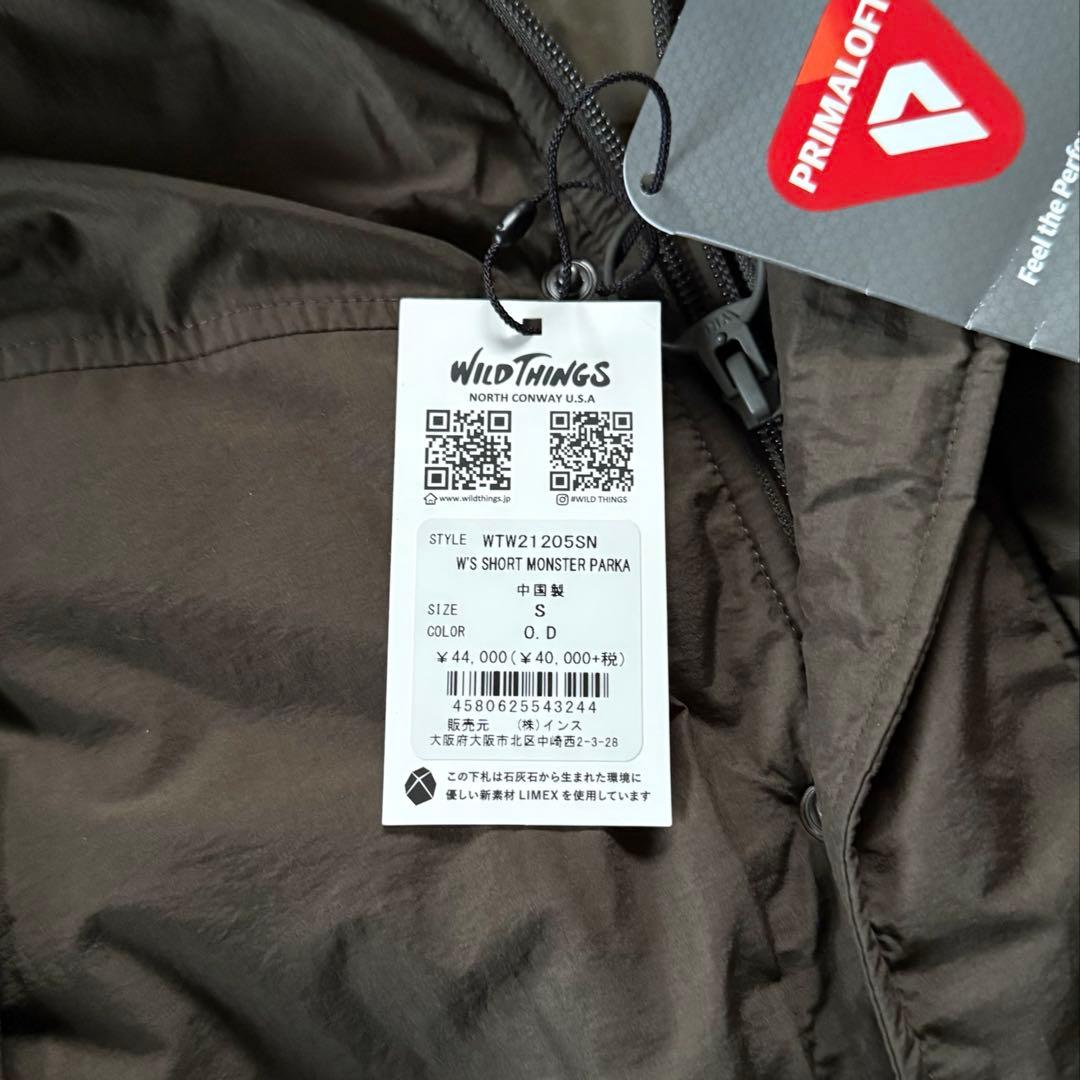 PRIMALOFT
Feel the
WILD THINGS
NORTH CONWAY U.S.A
www.wildthings.jp
#WILD THINGS
STYLE WTW21205SN
W'S SHORT MONSTER PARKA
中国製
SIZE S
COLOR O.D
¥44,000(¥40,000+税)
4580625543244
販売元 (株)インス
大阪府大阪市北区中崎西2-3-28
この下札は石灰石から生まれた環境に
優しい新素材 LIMEX を使用しています